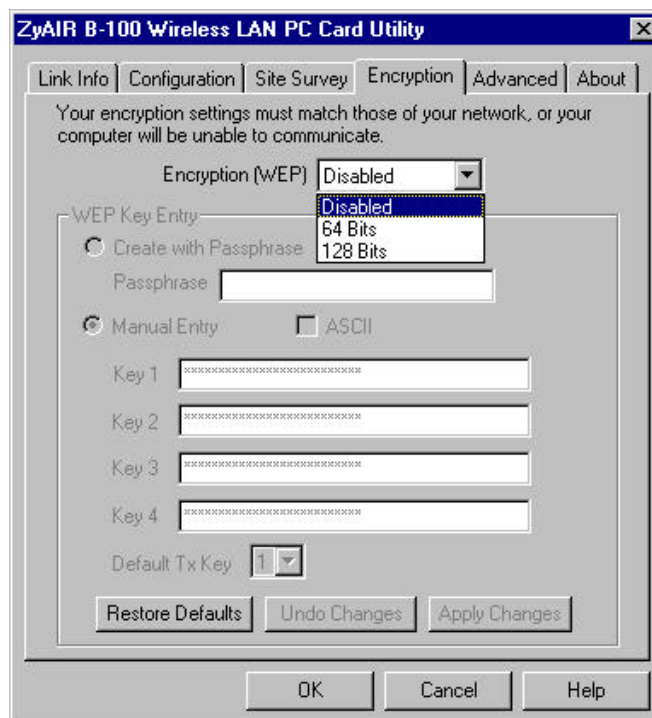 ZyAIR B-100 Wireless LAN PC Card Utility
Link Info Configuration Site Survey Encryption Advanced About
Your encryption settings must match those of your network, or your
computer will be unable to communicate.
Encryption (WEP) Disabled
Disabled
64 Bits
128 Bits
WEP Key Entry
Create with Passphrase
Passphrase
Manual Entry ASCII
Key 1 **************************
Key 2 **************************
Key 3 **************************
Key 4 **************************
Default Tx Key 1
Restore Defaults Undo Changes Apply Changes
OK Cancel Help